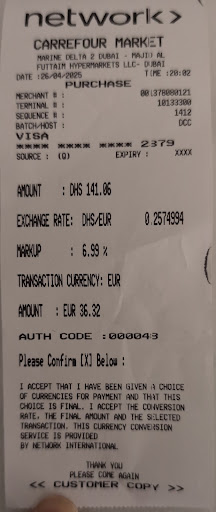 network>
CARREFOUR MARKET
MARINE DELTA 2 DUBAI - MAJID AL
FUTTAIM HYPERMARKETS LLC- DUBAI
DATE :26/04/2025 TIME :20:02
PURCHASE
MERCHANT # :
TERMINAL # : 10133300
SEQUENCE # : 1412
BATCH/HOST : DCC
VISA
**** **** **** 2379
SOURCE : (Q) EXPIRY : XXXX
AMOUNT : DHS 141.06
EXCHANGE RATE: DHS/EUR 0.2574994
MARKUP : 6.99 %
TRANSACTION CURRENCY: EUR
AMOUNT : EUR 36.32
AUTH CODE :000043
Please Confirm [X] Below :
I ACCEPT THAT I HAVE BEEN GIVEN A CHOICE
OF CURRENCIES FOR PAYMENT AND THAT THIS
CHOICE IS FINAL. I ACCEPT THE CONVERSION
RATE, THE FINAL AMOUNT AND THE SELECTED
TRANSACTION. THIS CURRENCY CONVERSION
SERVICE IS PROVIDED
BY NETWORK INTERNATIONAL
THANK YOU
PLEASE COME AGAIN
<< CUSTOMER COPY >>